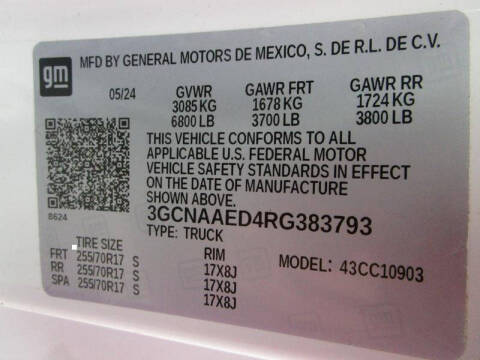 gm
MFD BY GENERAL MOTORS DE MEXICO, S. DE R.L. DE C.V.
05/24 GVWR GAWR FRT GAWR RR
3085 KG 1678 KG 1724 KG
6800 LB 3700 LB 3800 LB
THIS VEHICLE CONFORMS TO ALL
APPLICABLE U.S. FEDERAL MOTOR
VEHICLE SAFETY STANDARDS IN EFFECT
ON THE DATE OF MANUFACTURE
SHOWN ABOVE.
8624 3GCNAAED4RG383793
TYPE: TRUCK
TIRE SIZE RIM MODEL: 43CC10903
FRT 255/70R17 S 17X8J
RR 255/70R17 S 17X8J
SPA 255/70R17 S 17X8J